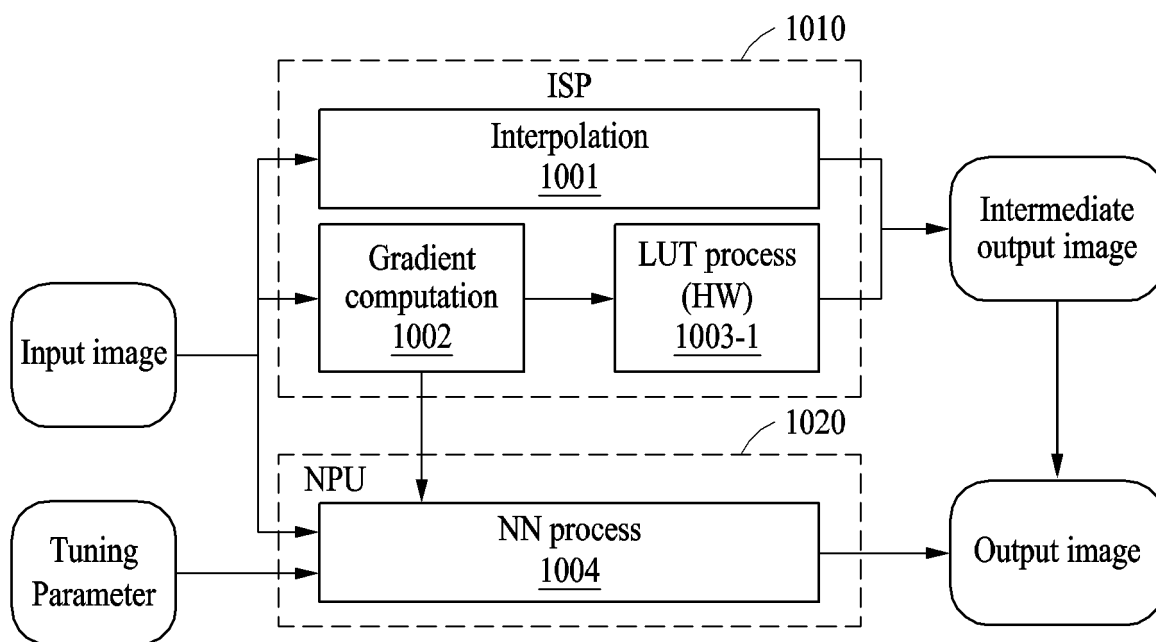 1010
ISP
Interpolation
1001
Gradient
computation
1002
LUT process
(HW)
1003-1
Intermediate
output image
Input image
1020
NPU
NN process
1004
Tuning
Parameter
Output image